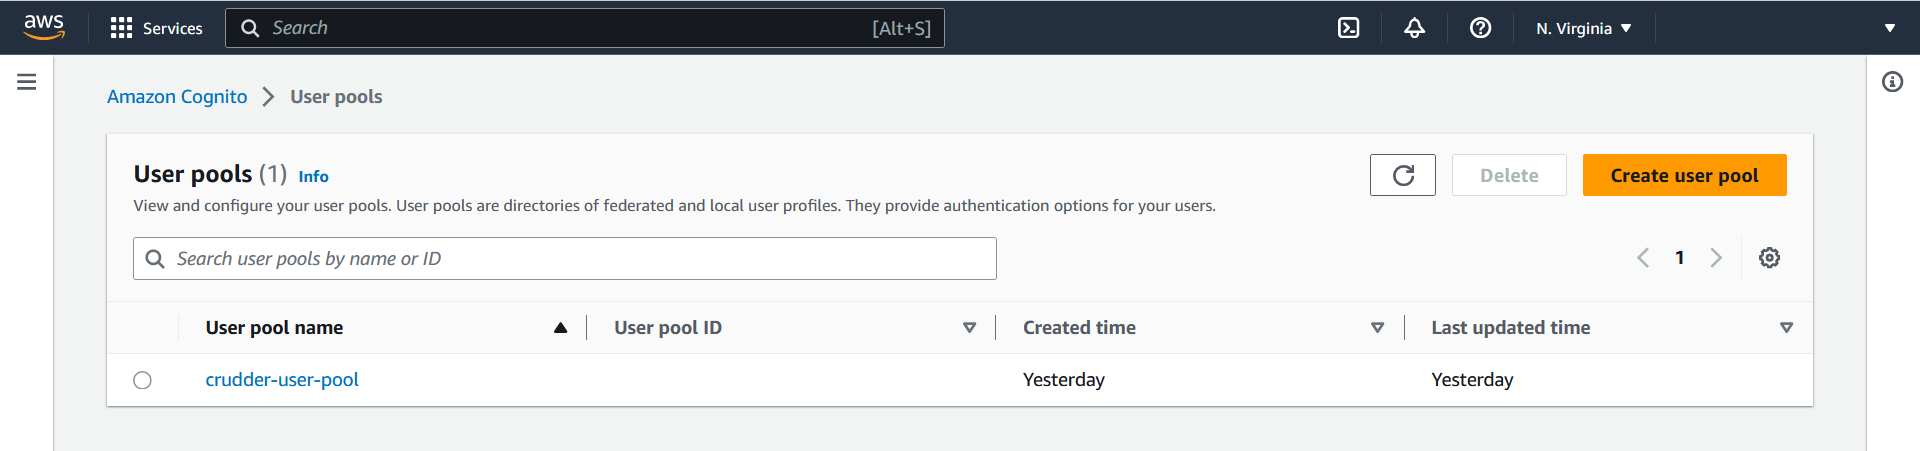 aws Services Search [Alt+S] N. Virginia
Amazon Cognito User pools
User pools (1) Info
Delete
Create user pool
View and configure your user pools. User pools are directories of federated and local user profiles. They provide authentication options for your users.
Search user pools by name or ID
1
User pool name User pool ID Created time Last updated time
crudder-user-pool Yesterday Yesterday